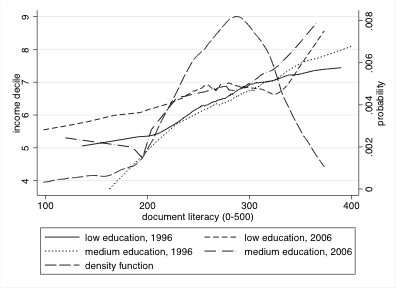 9
8
7
6
5
4
income decile
.008
.006
.004
.002
0
probability
100 200 300 400
document literacy (0-500)
low education, 1996 low education, 2006
medium education, 1996 medium education, 2006
density function